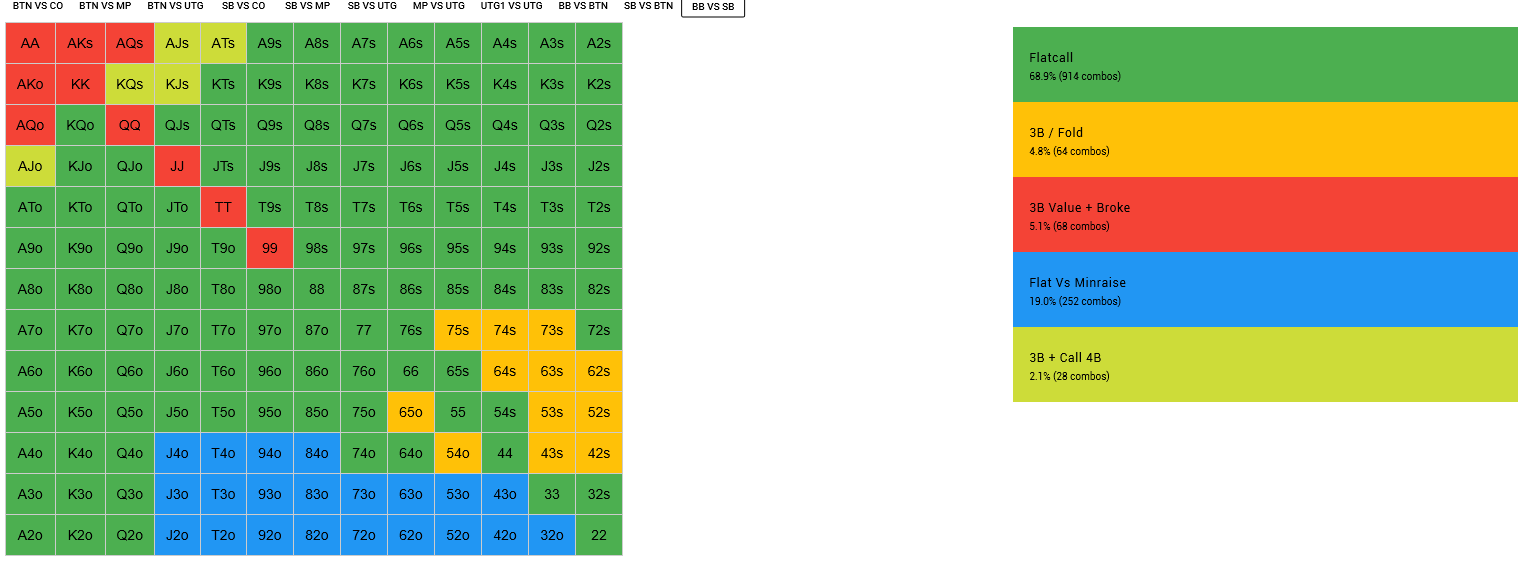 BTN VS CO BTN VS MP BTN VS UTG SB VS CO SB VS MP SB VS UTG MP VS UTG UTG1 VS UTG BB VS BTN SB VS BTN BB VS SB
AA AKs AQs AJs ATs A9s A8s A7s A6s A5s A4s A3s A2s
AKo KK KQs KJs KTs K9s K8s K7s K6s K5s K4s K3s K2s
AQo KQo QQ QJs QTs Q9s Q8s Q7s Q6s Q5s Q4s Q3s Q2s
AJo KJo QJo JJ JTs J9s J8s J7s J6s J5s J4s J3s J2s
ATo KTo QTo JTo TT T9s T8s T7s T6s T5s T4s T3s T2s
A9o K9o Q9o J9o T9o 99 98s 97s 96s 95s 94s 93s 92s
A8o K8o Q8o J8o T8o 98o 88 87s 86s 85s 84s 83s 82s
A7o K7o Q7o J7o T7o 97o 87o 77 76s 75s 74s 73s 72s
A6o K6o Q6o J6o T6o 96o 86o 76o 66 65s 64s 63s 62s
A5o K5o Q5o J5o T5o 95o 85o 75o 65o 55 54s 53s 52s
A4o K4o Q4o J4o T4o 94o 84o 74o 64o 54o 44 43s 42s
A3o K3o Q3o J3o T3o 93o 83o 73o 63o 53o 43o 33 32s
A2o K2o Q2o J2o T2o 92o 82o 72o 62o 52o 42o 32o 22
Flatcall
68.9% (914 combos)
3B / Fold
4.8% (64 combos)
3B Value + Broke
5.1% (68 combos)
Flat Vs Minraise
19.0% (252 combos)
3B + Call 4B
2.1% (28 combos)